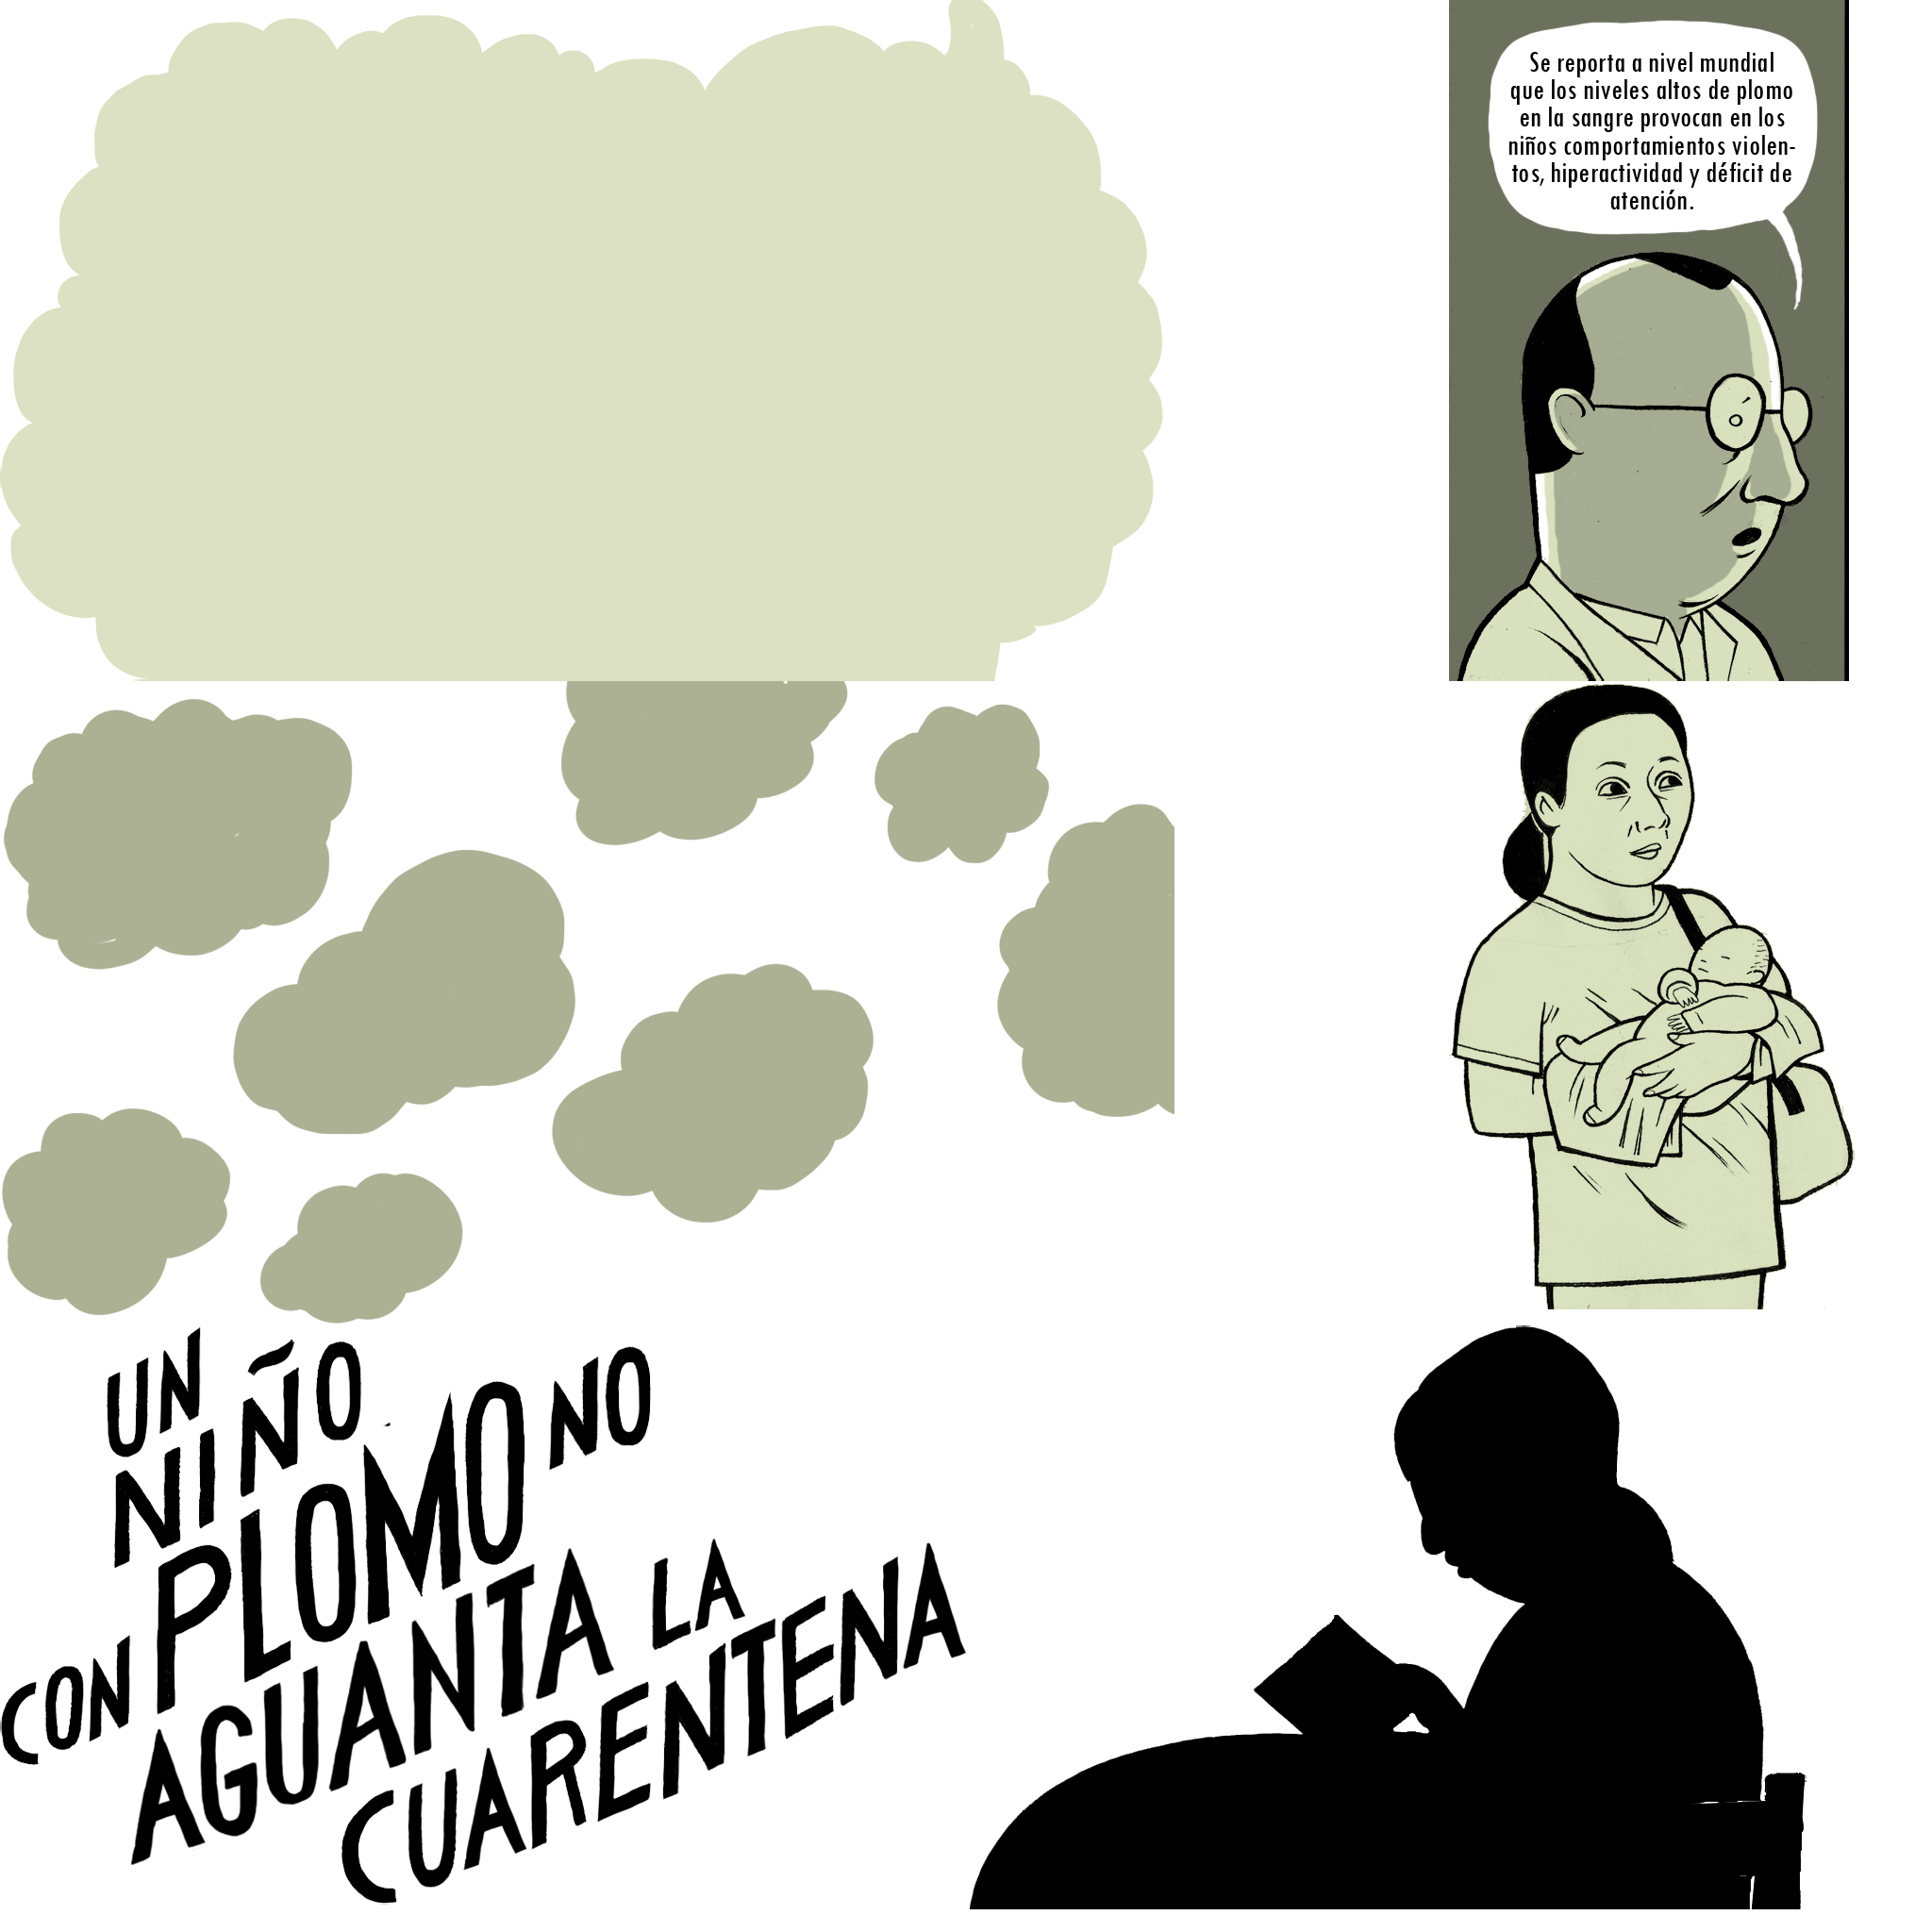 Se reporta a nivel mundial
que los niveles altos de plomo
en la sangre provocan en los
niños comportamientos violen-
tos, hiperactividad y déficit de
atención.
UN
NIÑO
CON PLOMO NO
AGUANTA LA
CUARENTENA